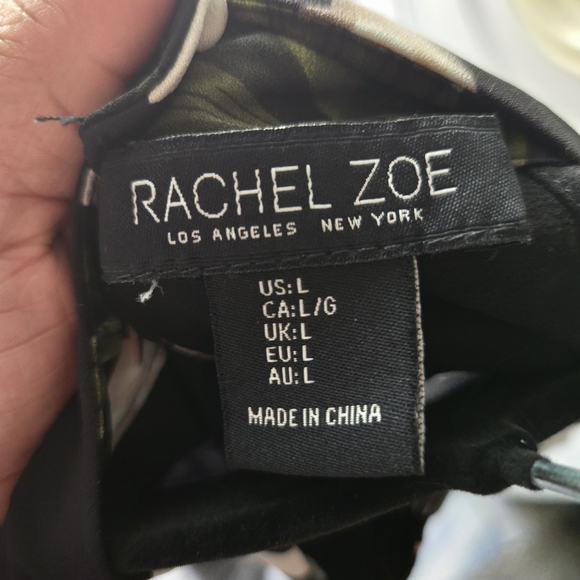 RACHEL ZOE
LOS ANGELES NEW YORK
US:L
CA:L/G
UK:L
EU:L
AU:L
MADE IN CHINA